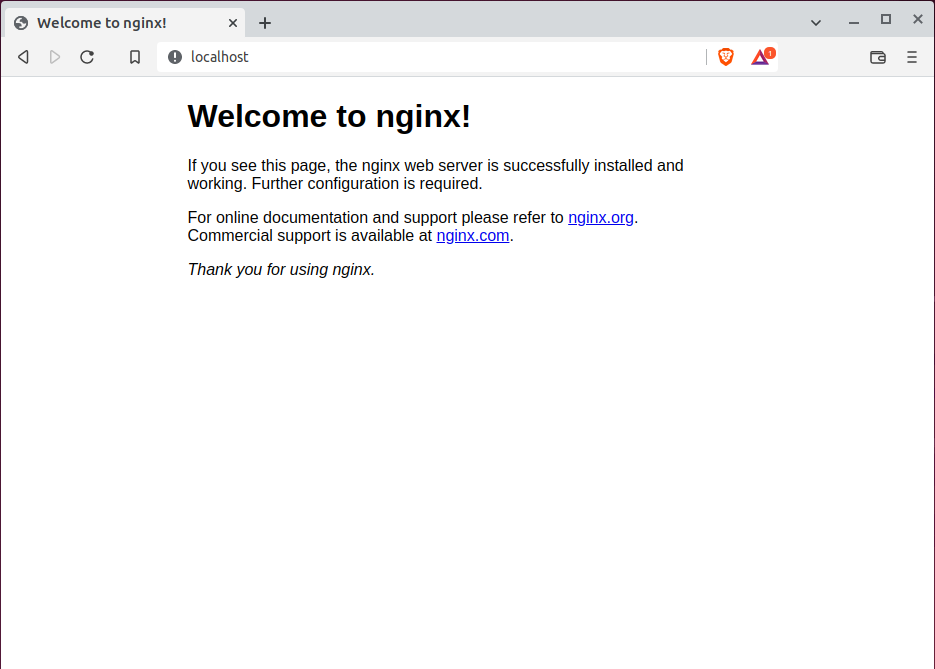 Welcome to nginx!
localhost
1
Welcome to nginx!
If you see this page, the nginx web server is successfully installed and
working. Further configuration is required.
For online documentation and support please refer to nginx.org.
Commercial support is available at nginx.com.
Thank you for using nginx.